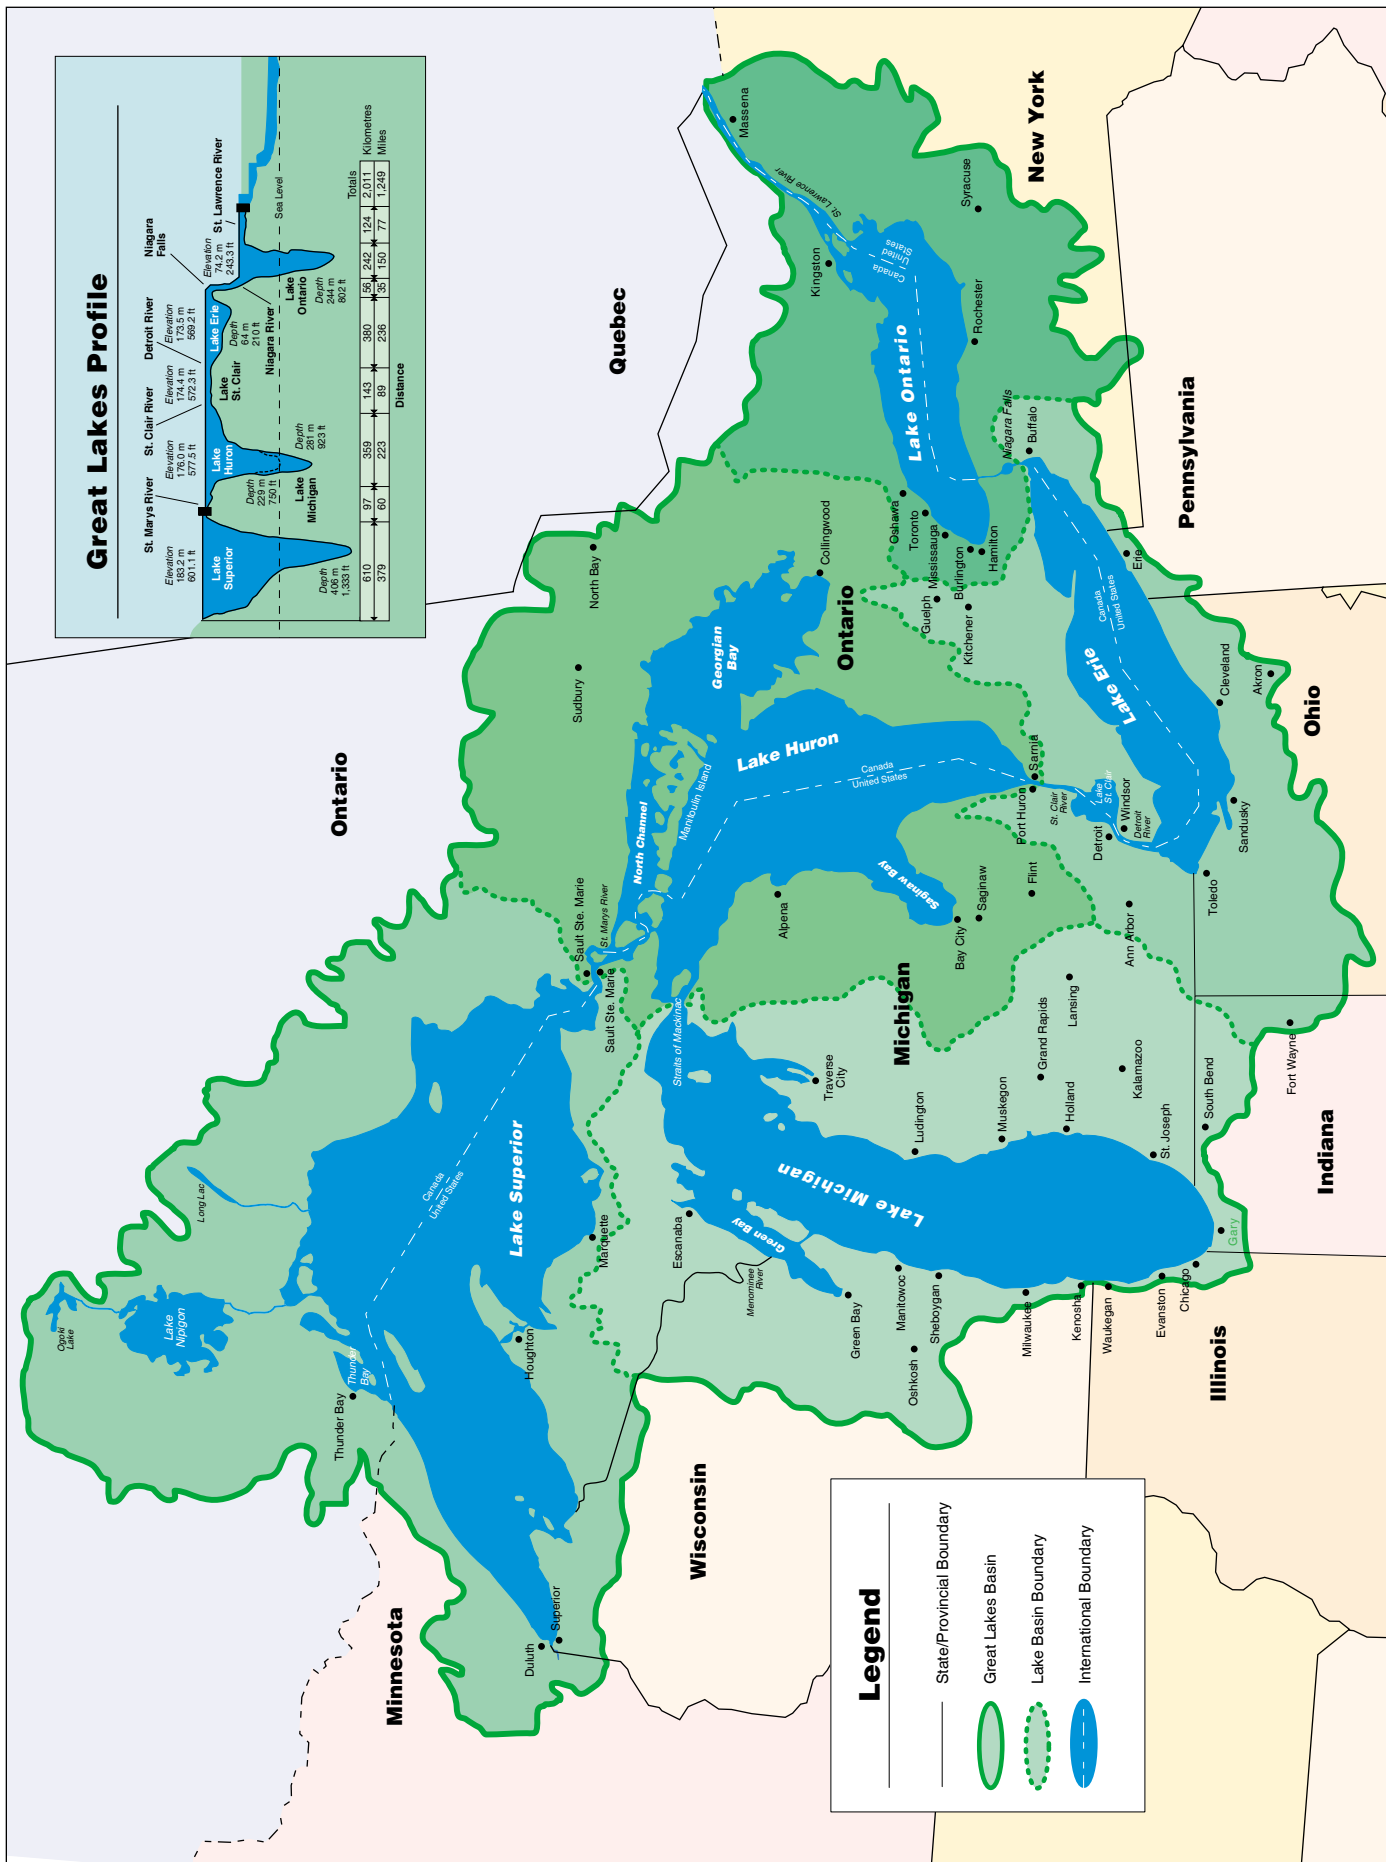 Great Lakes Profile
St. Marys River
St. Clair River
Detroit River
Niagara
Falls
Elevation
183.2 m
601.1 ft
Elevation
176.0 m
577.5 ft
Elevation
174.4 m
572.3 ft
Elevation
173.5 m
569.2 ft
Elevation
74.2 m
243.3 ft
St. Lawrence River
Lake
Superior
Lake
Huron
Lake
St. Clair
Lake Erie
Depth
64 m
210 ft
Niagara River
Lake
Ontario
Sea Level
Depth
229 m
750 ft
Lake
Michigan
Depth
281 m
923 ft
Depth
244 m
802 ft
Depth
406 m
1,333 ft
Totals
610 97 359 143 380 56 242 124 2,011 Kilometres
379 60 223 89 236 35 150 77 1,249 Miles
Distance
Ontario
Quebec
Minnesota
Wisconsin
Michigan
Illinois
Indiana
Ohio
Pennsylvania
New York
Ontario
Ogoki
Lake
Lake
Nipigon
Long Lac
Thunder Bay
Thunder
Bay
Canada
United States
Lake Superior
Duluth
Superior
Houghton
Marquette
Sault Ste. Marie
Sault Ste. Marie
St. Marys River
Sudbury
North Bay
North Channel
Manitoulin Island
Georgian
Bay
Collingwood
Lake Huron
Canada
United States
Straits of Mackinac
Escanaba
Menominee
River
Green Bay
Green Bay
Lake Michigan
Traverse
City
Alpena
Saginaw Bay
Bay City
Saginaw
Flint
Port Huron
Sarnia
St. Clair
River
Lake
St. Clair
Detroit
Windsor
Detroit
River
Ann Arbor
Lansing
Grand Rapids
Kalamazoo
Ludington
Muskegon
Holland
St. Joseph
South Bend
Fort Wayne
Oshkosh
Manitowoc
Sheboygan
Milwaukee
Kenosha
Waukegan
Evanston
Chicago
Gary
Toledo
Sandusky
Cleveland
Akron
Erie
Lake Erie
Canada
United States
Buffalo
Niagara Falls
Guelph
Kitchener
Oshawa
Toronto
Mississauga
Burlington
Hamilton
Lake Ontario
Canada
United
States
Kingston
St. Lawrence River
Massena
Syracuse
Rochester
Legend
State/Provincial Boundary
Great Lakes Basin
Lake Basin Boundary
International Boundary